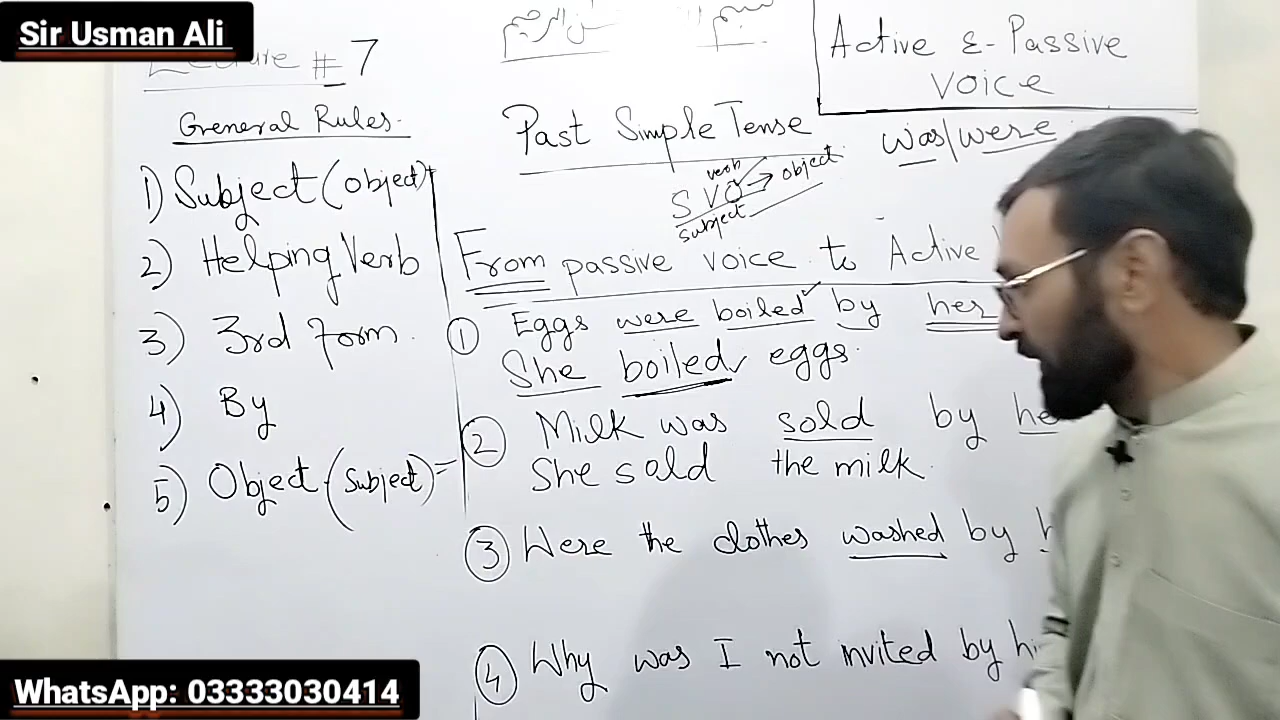 Sir Usman Ali
Lecture # 7
Active & Passive
Voice
General Rules.
Past Simple Tense
was/were
1) Subject (object)
S V O → object
verb
subject
2) Helping Verb
From passive voice to Active
3) 3rd form.
1 Eggs were boiled by her
She boiled eggs.
4) By
2 Milk was sold by
She sold the milk.
5) Object (Subject)
3 Were the clothes washed by
4 Why was I not invited by
WhatsApp: 03333030414